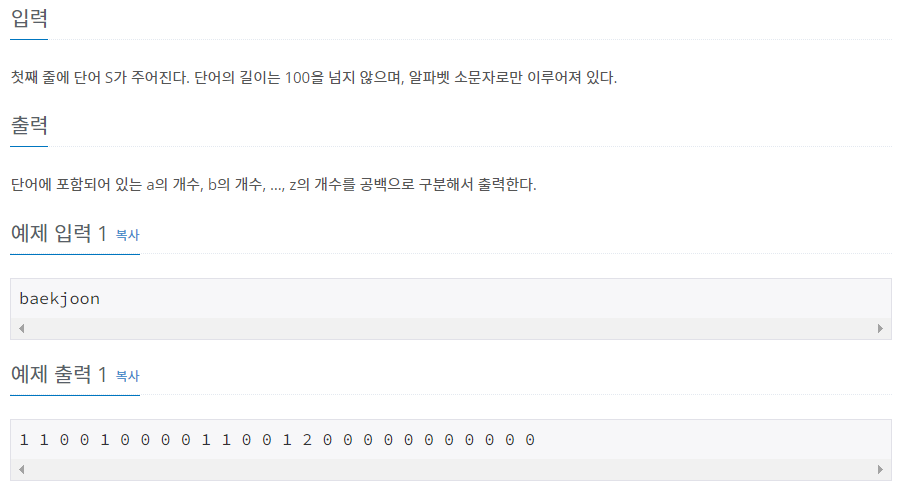 입력
첫째 줄에 단어 S가 주어진다. 단어의 길이는 100을 넘지 않으며, 알파벳 소문자로만 이루어져 있다.
출력
단어에 포함되어 있는 a의 개수, b의 개수, …, z의 개수를 공백으로 구분해서 출력한다.
예제 입력 1 복사
baekjoon
예제 출력 1 복사
1 1 0 0 1 0 0 0 0 1 1 0 0 1 2 0 0 0 0 0 0 0 0 0 0 0